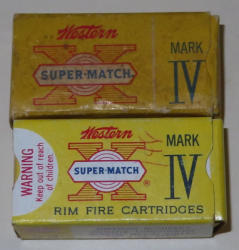 Western
X
SUPER-MATCH
MARK
IV
Western
X
SUPER-MATCH
®
MARK
IV
WARNING
Keep out of reach
of children.
RIM FIRE CARTRIDGES